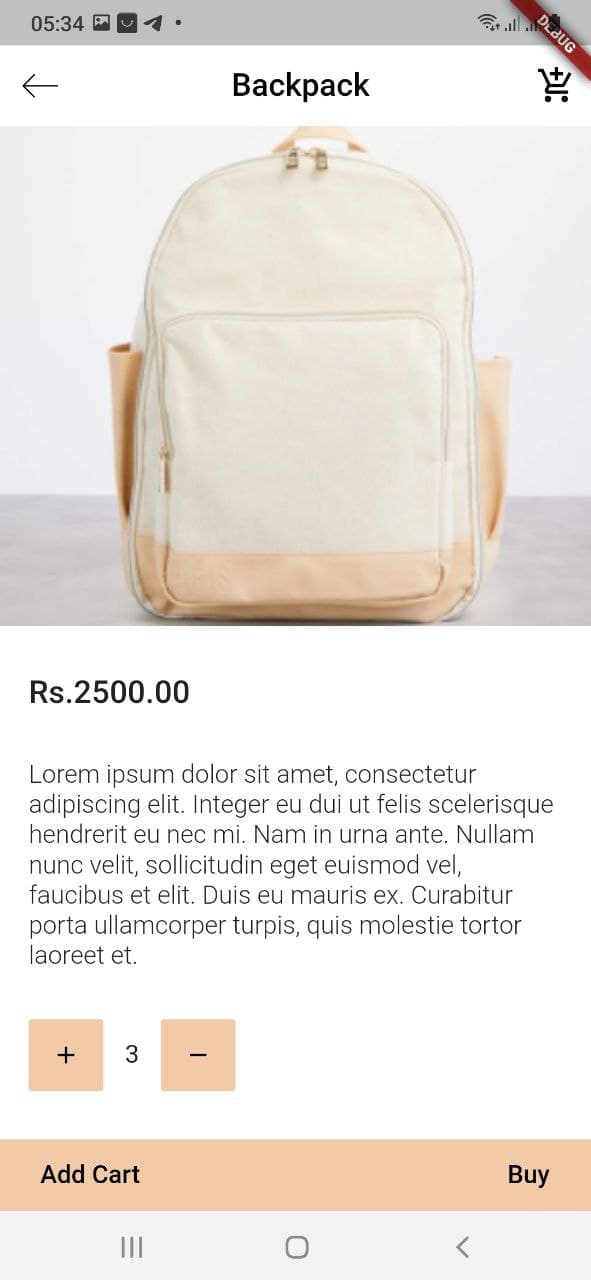 05:34
DEBUG
Backpack
Rs.2500.00
Lorem ipsum dolor sit amet, consectetur
adipiscing elit. Integer eu dui ut felis scelerisque
hendrerit eu nec mi. Nam in urna ante. Nullam
nunc velit, sollicitudin eget euismod vel,
faucibus et elit. Duis eu mauris ex. Curabitur
porta ullamcorper turpis, quis molestie tortor
laoreet et.
+ 3 −
Add Cart Buy